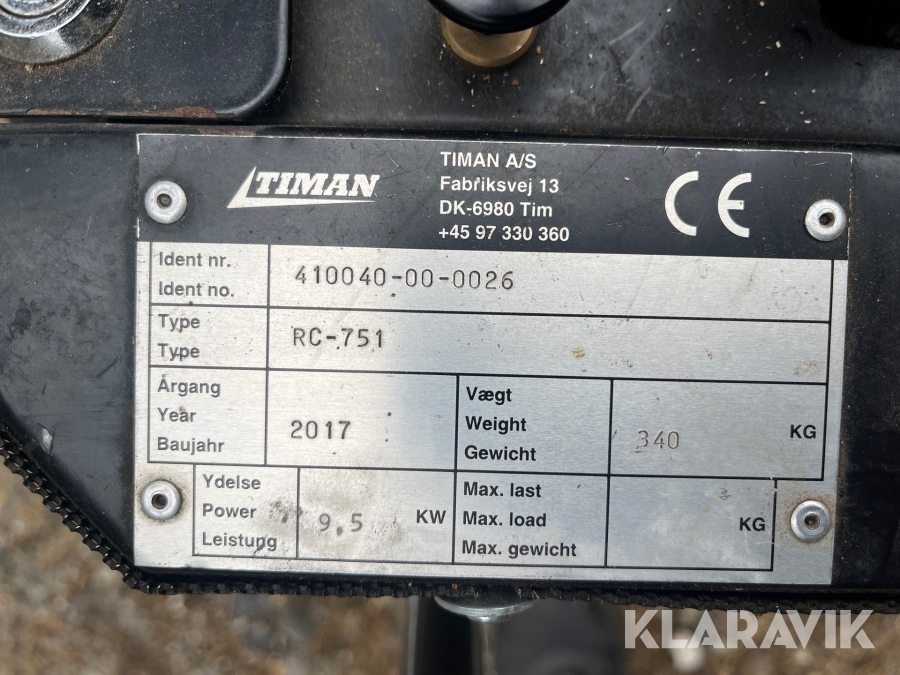 TIMAN
TIMAN A/S
Fabriksvej 13
DK-6980 Tim
+45 97 330 360
CE
Ident nr.
Ident no.
410040-00-0026
Type
Type
RC-751
Årgang
Year
Baujahr
2017
Vægt
Weight
Gewicht
340 KG
Ydelse
Power
Leistung
9,5 KW
Max. last
Max. load
Max. gewicht
KG
KLARAVIK